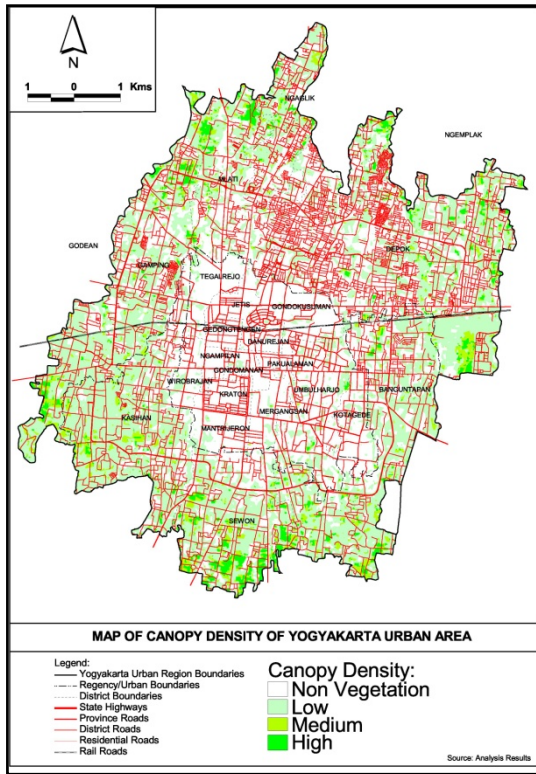 N
1 0 1 Kms
NGAGLIK
NGEMPLAK
MLATI
GODEAN
DEPOK
GAMPING
TEGALREJO
JETIS
GONDOKUSUMAN
GEDONGTENGEN
DANUREJAN
NGAMPILAN
PAKUALAMAN
GONDOMANAN
WIROBRAJAN
UMBULHARJO
BANGUNTAPAN
KRATON
MERGANGSAN
KOTAGEDE
KASIHAN
MANTRIJERON
SEWON
MAP OF CANOPY DENSITY OF YOGYAKARTA URBAN AREA
Legend:
Yogyakarta Urban Region Boundaries
Regency/Urban Boundaries
District Boundaries
State Highways
Province Roads
District Roads
Residential Roads
Rail Roads
Canopy Density:
Non Vegetation
Low
Medium
High
Source: Analysis Results